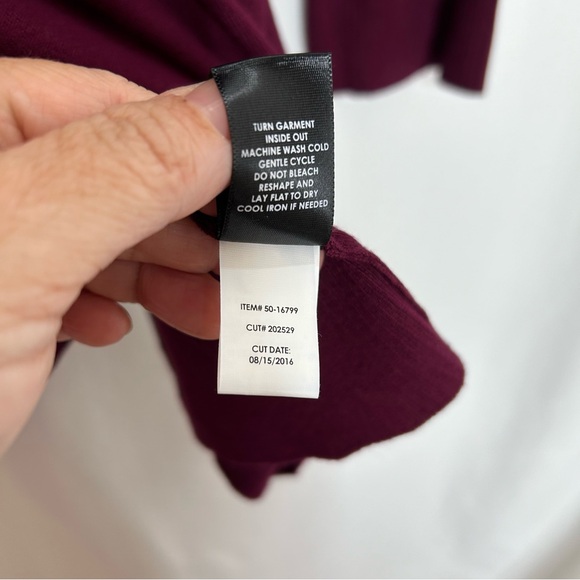 TURN GARMENT
INSIDE OUT
MACHINE WASH COLD
GENTLE CYCLE
DO NOT BLEACH
RESHAPE AND
LAY FLAT TO DRY
COOL IRON IF NEEDED
ITEM# 50-16799
CUT# 202529
CUT DATE:
08/15/2016